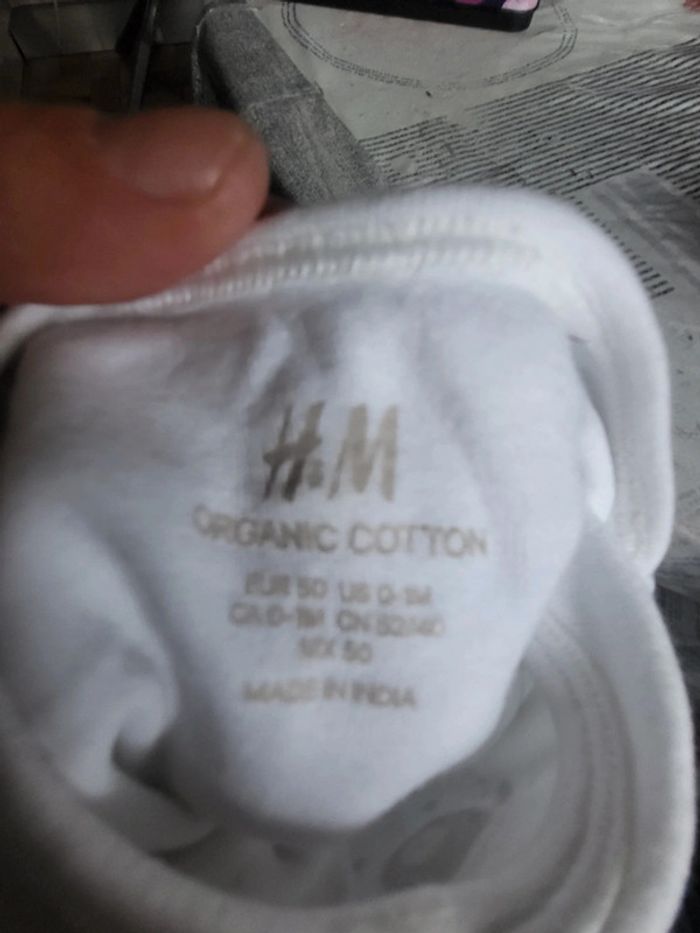 H&M
ORGANIC COTTON
EUR 50 US 0-1M
CA 0-1M CN 52/40
MX 50
MADE IN INDIA